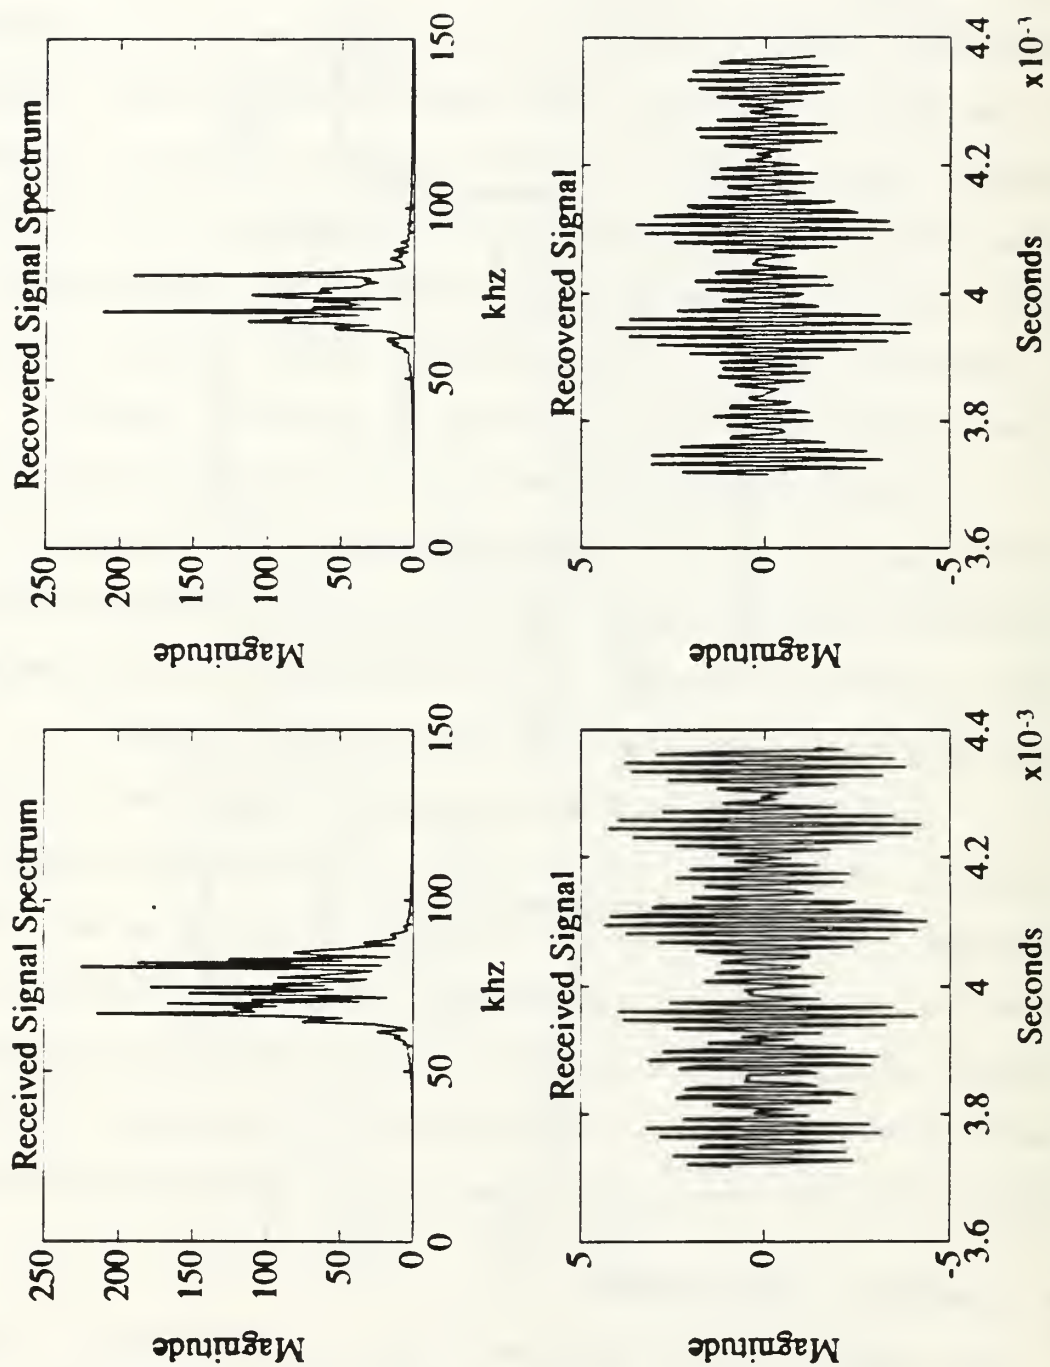 Received Signal Spectrum
250
200
150
100
50
0
Magnitude
0
50
100
150
khz
Recovered Signal Spectrum
250
200
150
100
50
0
Magnitude
0
50
100
150
khz
Received Signal
5
0
-5
Magnitude
3.6
3.8
4
4.2
4.4
Seconds
x10-3
Recovered Signal
5
0
-5
Magnitude
3.6
3.8
4
4.2
4.4
Seconds
x10-3